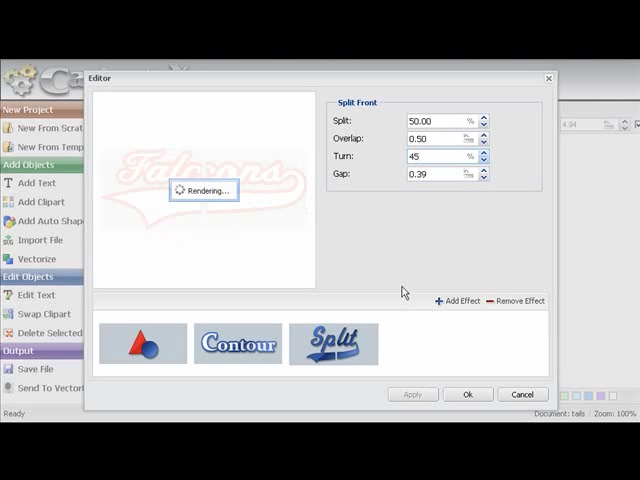 Editor
New Project
New From Scrat
New From Temp
Add Objects
Add Text
Add Clipart
Add Auto Shap
Import File
Vectorize
Edit Objects
Edit Text
Swap Clipart
Delete Selected
Output
Save File
Send To Vector
Falcons
Rendering...
Split Front
Split: 50.00 %
Overlap: 0.50 in
Turn: 45 %
Gap: 0.39 in
4.94
Add Effect Remove Effect
Contour
Split
Apply Ok Cancel
Ready
Document: tails Zoom: 100%